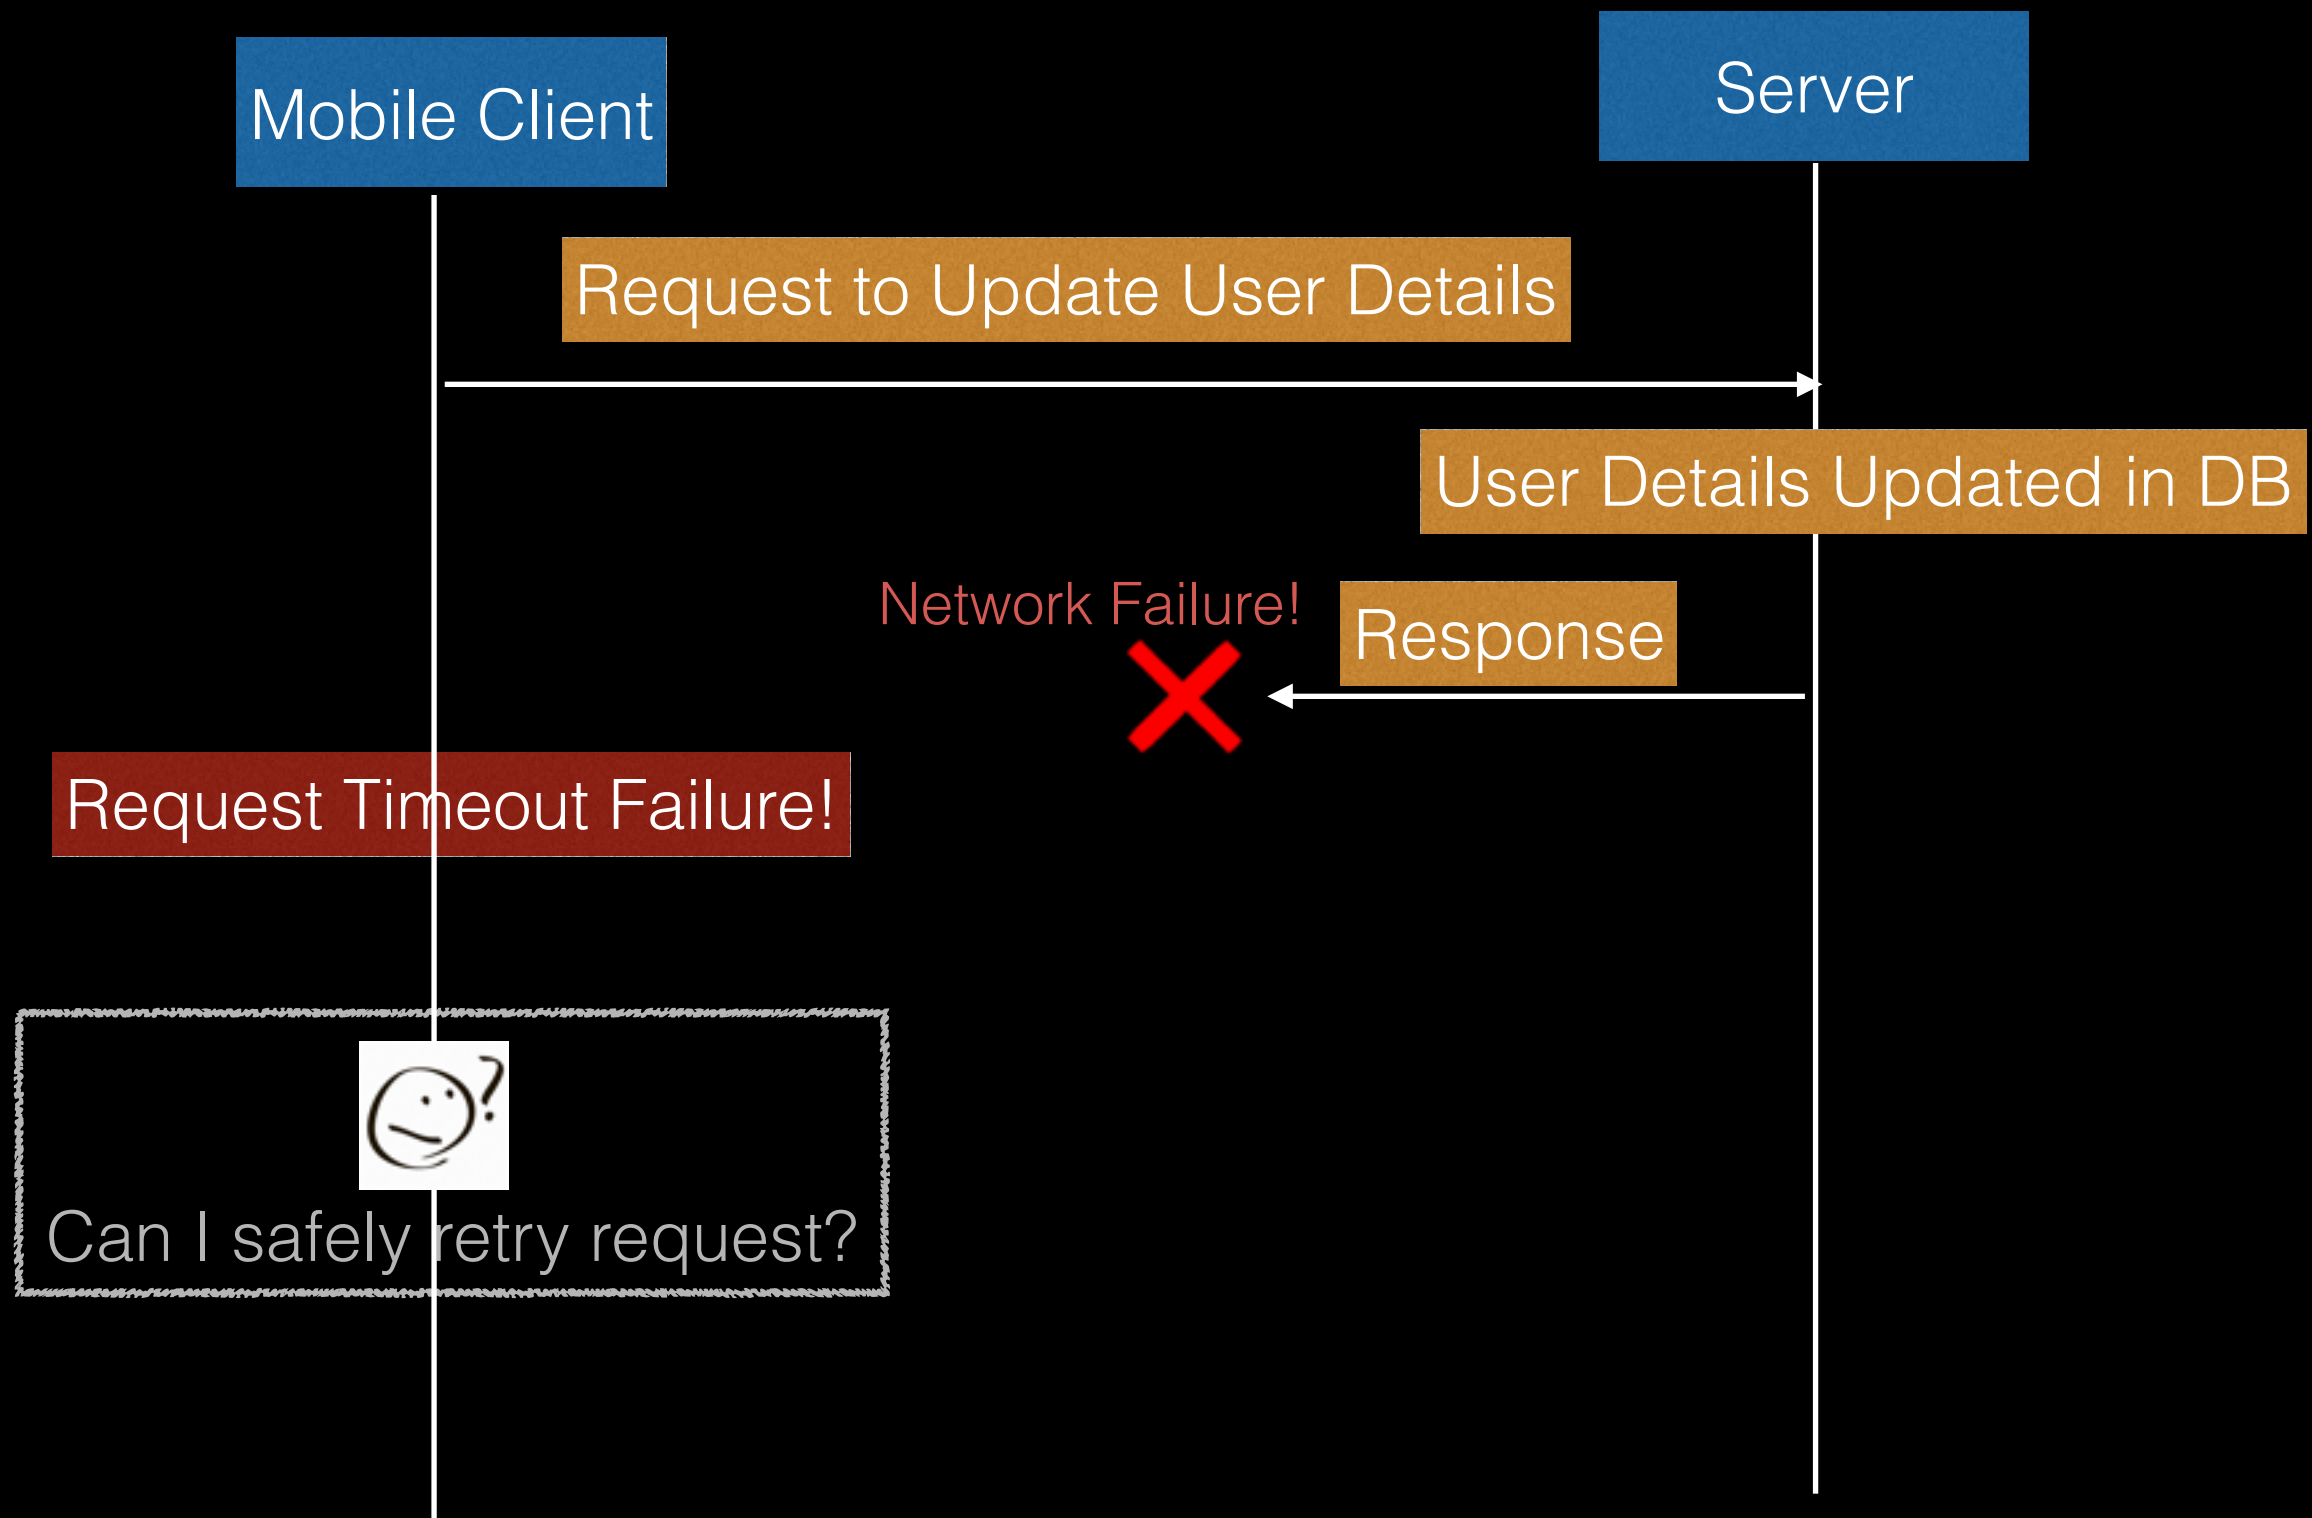 Mobile Client
Server
Request to Update User Details
User Details Updated in DB
Network Failure!
Response
Request Timeout Failure!
?
Can I safely retry request?